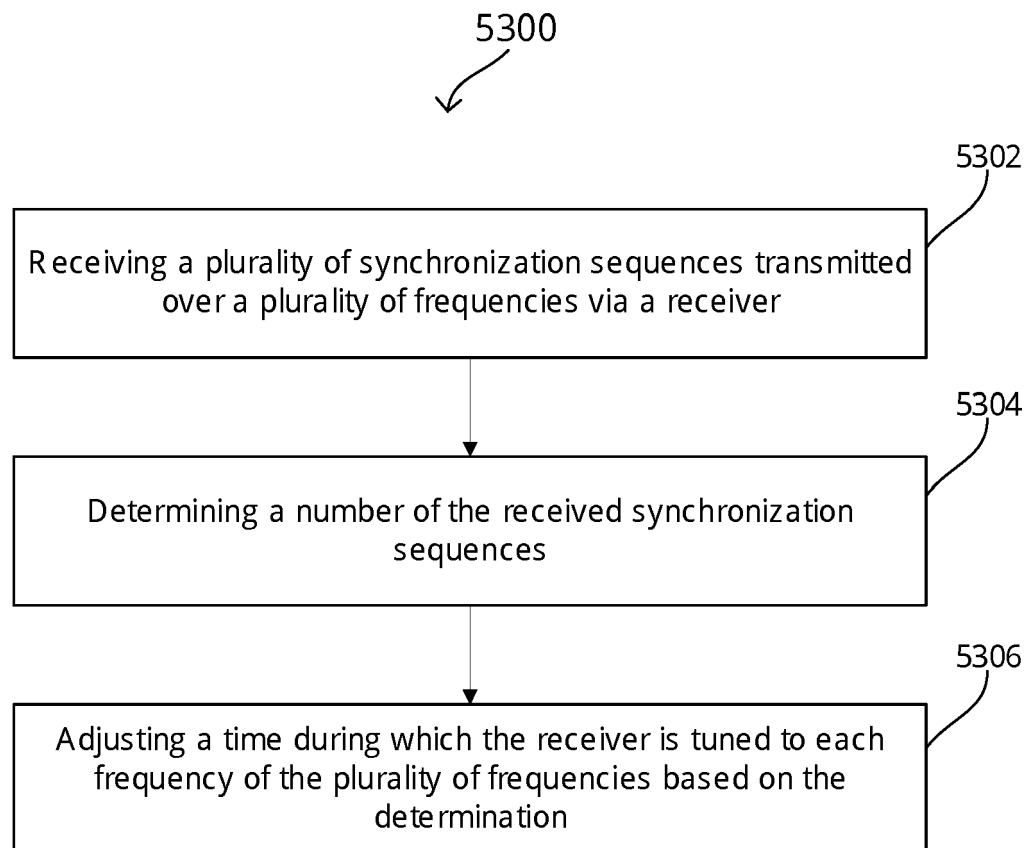 5300
5302
Receiving a plurality of synchronization sequences transmitted
over a plurality of frequencies via a receiver
5304
Determining a number of the received synchronization
sequences
5306
Adjusting a time during which the receiver is tuned to each
frequency of the plurality of frequencies based on the
determination